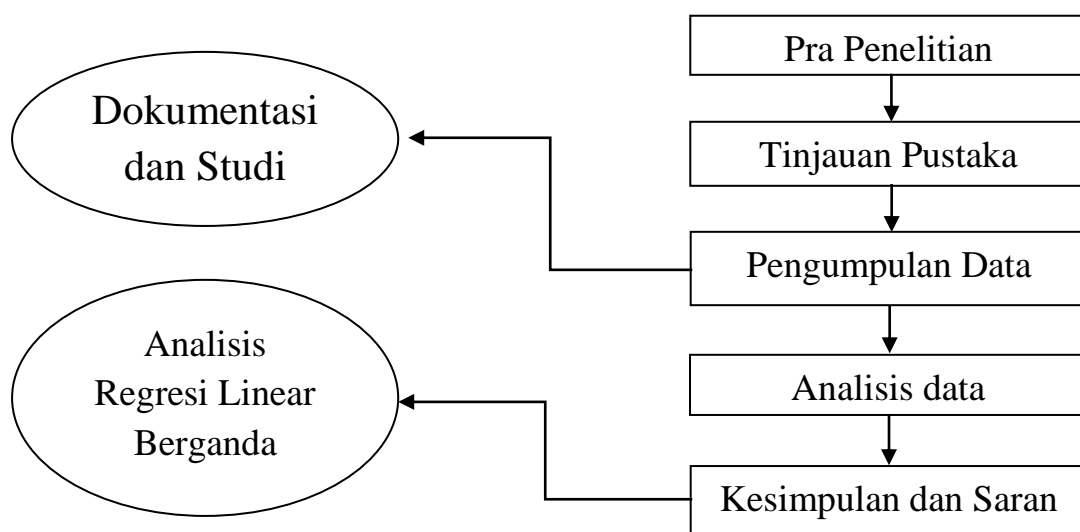 Pra Penelitian
Dokumentasi
dan Studi
Tinjauan Pustaka
Pengumpulan Data
Analisis
Regresi Linear
Berganda
Analisis data
Kesimpulan dan Saran